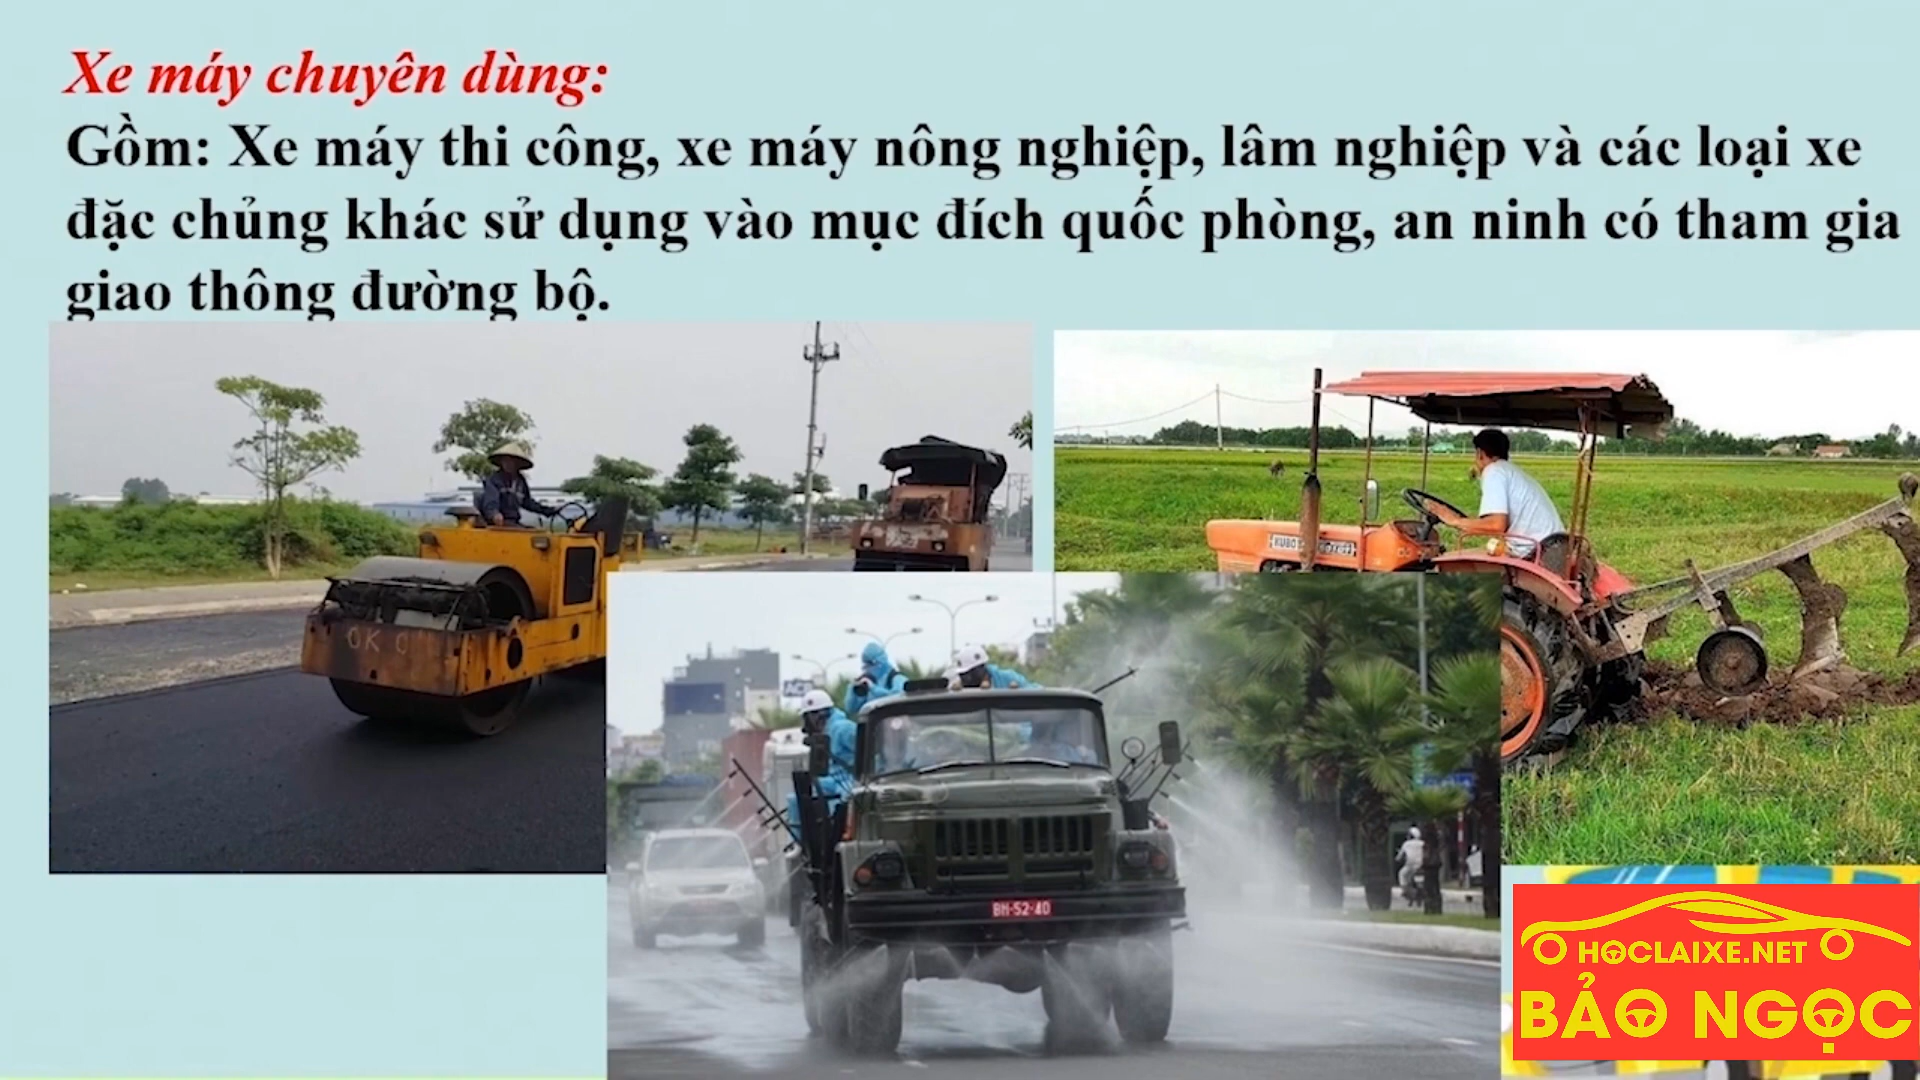 Xe máy chuyên dùng:
Gồm: Xe máy thi công, xe máy nông nghiệp, lâm nghiệp và các loại xe
đặc chủng khác sử dụng vào mục đích quốc phòng, an ninh có tham gia
giao thông đường bộ.
KUBOTA
BH-52-40
HỌCLAIXE.NET
BẢO NGỌC